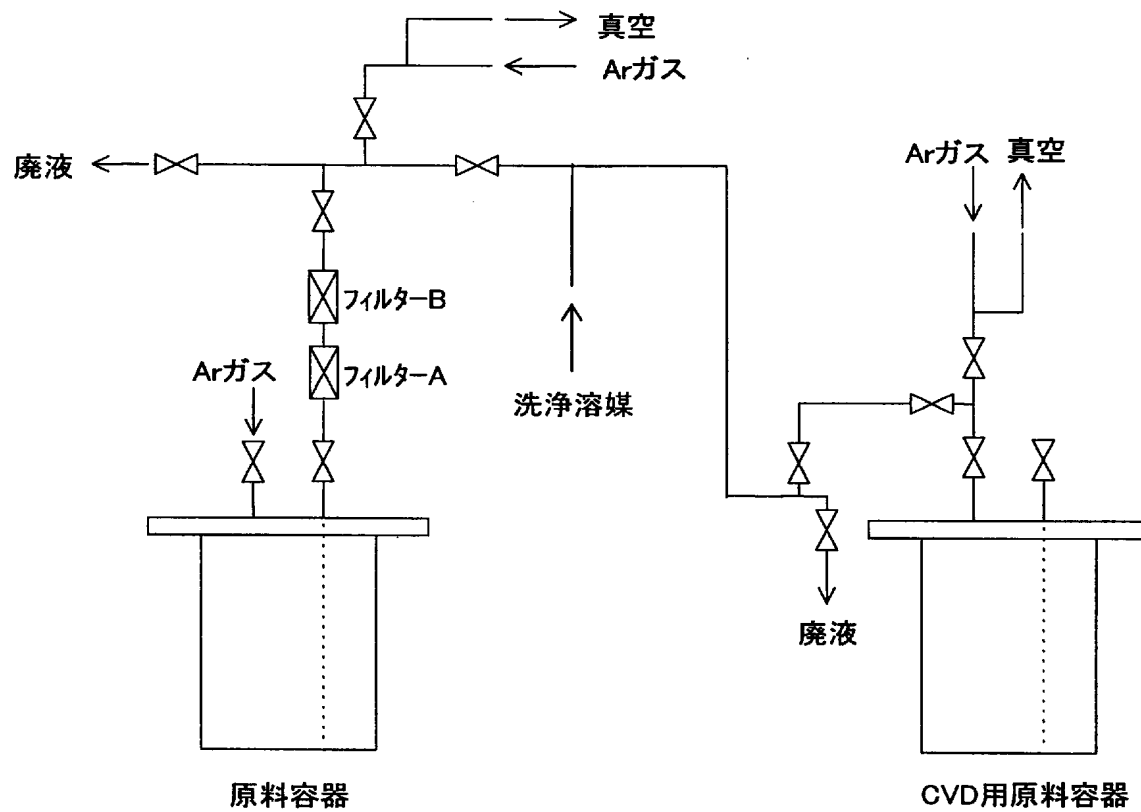 真空
Arガス
廃液
Arガス 真空
フィルターB
フィルターA
Arガス
洗浄溶媒
廃液
原料容器
CVD用原料容器